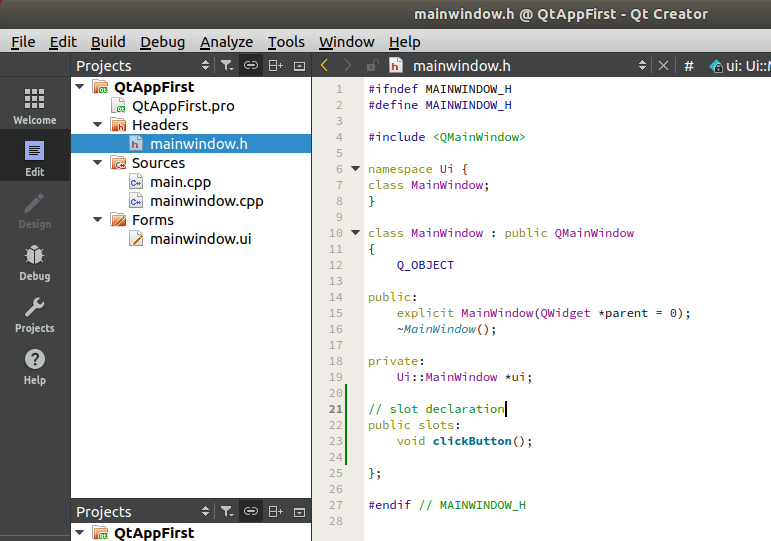 mainwindow.h @ QtAppFirst - Qt Creator
File Edit Build Debug Analyze Tools Window Help
Projects
mainwindow.h # ui: Ui::M
Welcome
Edit
Design
Debug
Projects
Help
QtAppFirst
QtAppFirst.pro
Headers
mainwindow.h
Sources
main.cpp
mainwindow.cpp
Forms
mainwindow.ui
Projects
QtAppFirst
1 #ifndef MAINWINDOW_H
2 #define MAINWINDOW_H
3
4 #include <QMainWindow>
5
6 namespace Ui {
7 class MainWindow;
8 }
9
10 class MainWindow : public QMainWindow
11 {
12 Q_OBJECT
13
14 public:
15 explicit MainWindow(QWidget *parent = 0);
16 ~MainWindow();
17
18 private:
19 Ui::MainWindow *ui;
20
21 // slot declaration
22 public slots:
23 void clickButton();
24
25 };
26
27 #endif // MAINWINDOW_H
28